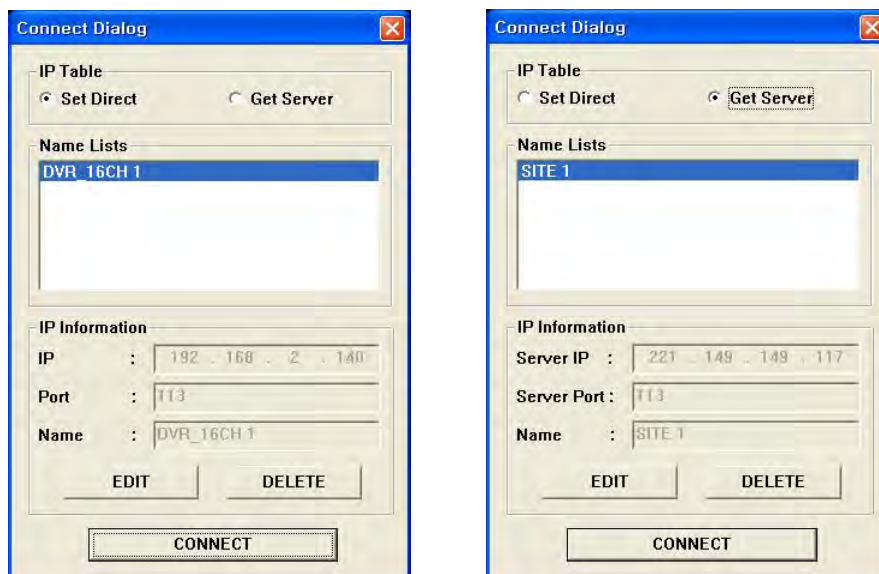 Connect Dialog
IP Table
Set Direct Get Server
Name Lists
DVR_16CH 1
IP Information
IP : 192 . 168 . 2 . 140
Port : 113
Name : DVR_16CH 1
EDIT DELETE
CONNECT
Connect Dialog
IP Table
Set Direct Get Server
Name Lists
SITE 1
IP Information
Server IP : 221 . 149 . 149 . 117
Server Port : 113
Name : SITE 1
EDIT DELETE
CONNECT